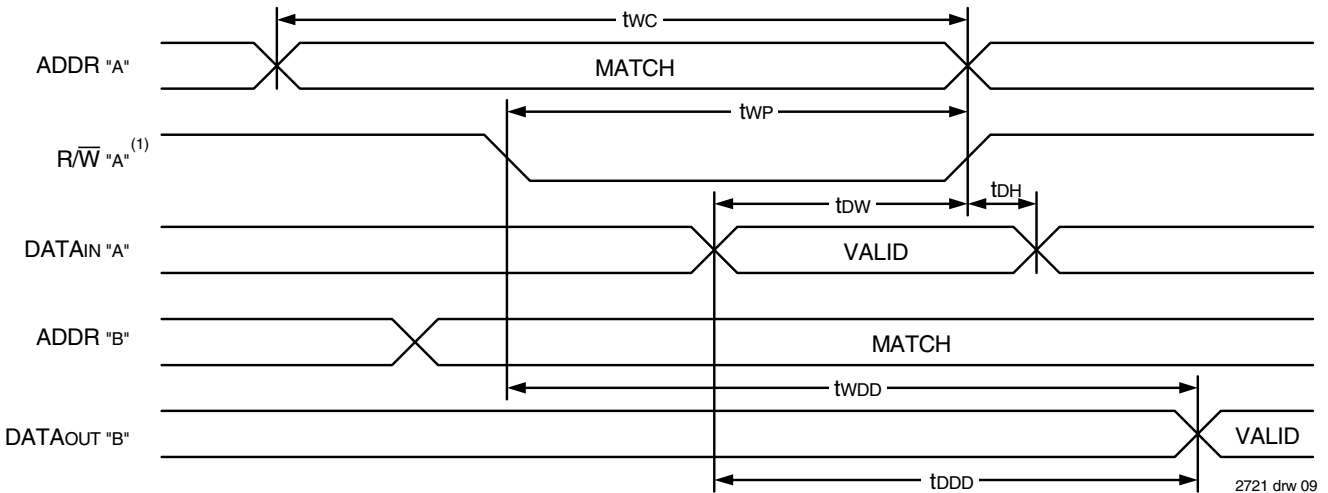 tWC
ADDR "A"
MATCH
tWP
R/W̅ "A" (1)
tDW
tDH
DATAIN "A"
VALID
ADDR "B"
MATCH
tWDD
DATAOUT "B"
VALID
tDDD
2721 drw 09